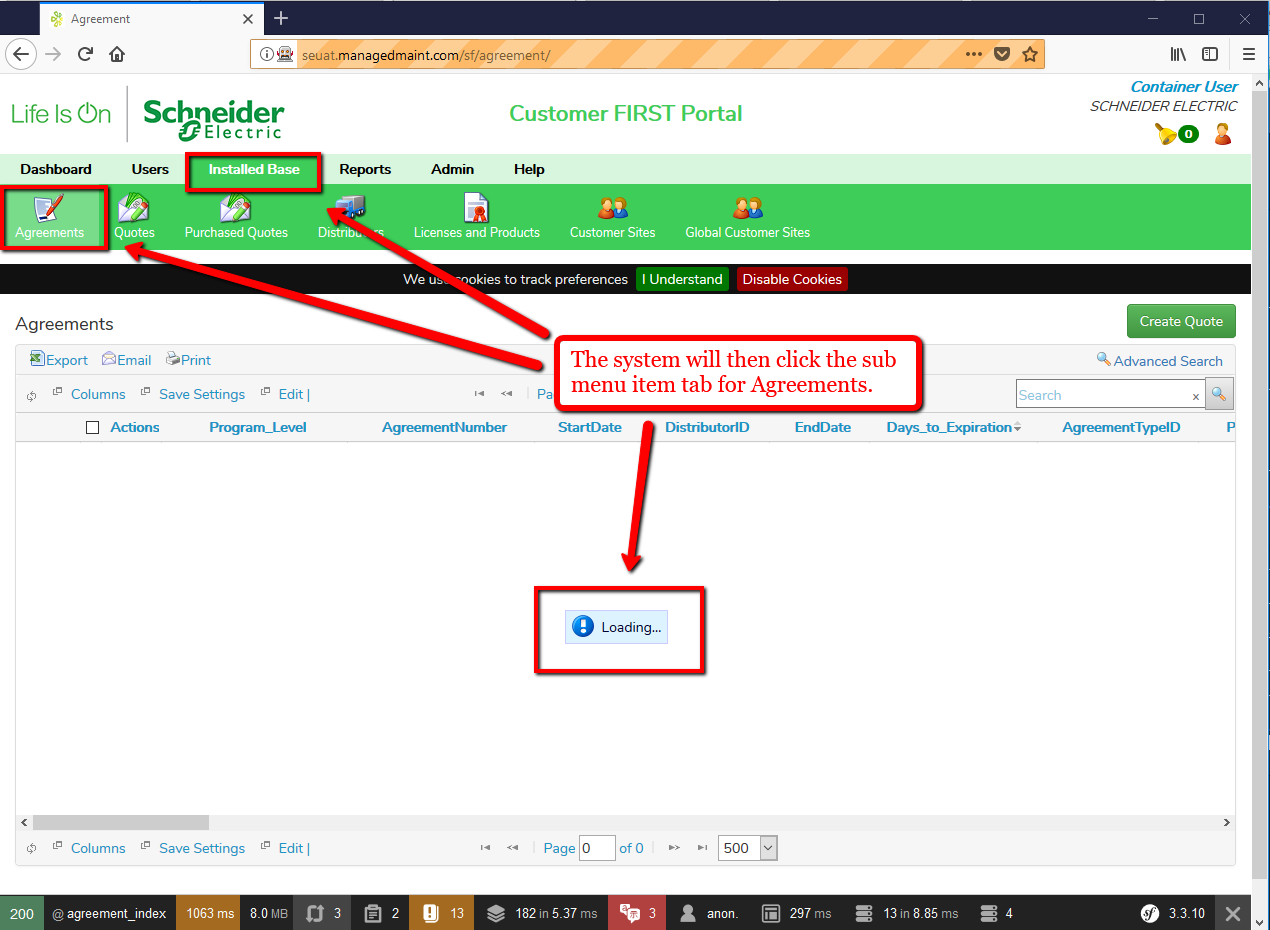 Agreement
seuat.managedmaint.com/sf/agreement/
Life Is On
Schneider
Electric
Customer FIRST Portal
Container User
SCHNEIDER ELECTRIC
0
Dashboard Users Installed Base Reports Admin Help
Agreements Quotes Purchased Quotes Distributors Licenses and Products Customer Sites Global Customer Sites
We use cookies to track preferences I Understand Disable Cookies
Agreements
Create Quote
The system will then click the sub
menu item tab for Agreements.
Export Email Print
Advanced Search
Columns Save Settings Edit | Pa
Search x
Actions Program_Level AgreementNumber StartDate DistributorID EndDate Days_to_Expiration AgreementTypeID P
Loading...
Columns Save Settings Edit | Page 0 of 0 500
200 @ agreement_index 1063 ms 8.0 MB 3 2 13 182 in 5.37 ms 3 anon. 297 ms 13 in 8.85 ms 4 sf 3.3.10